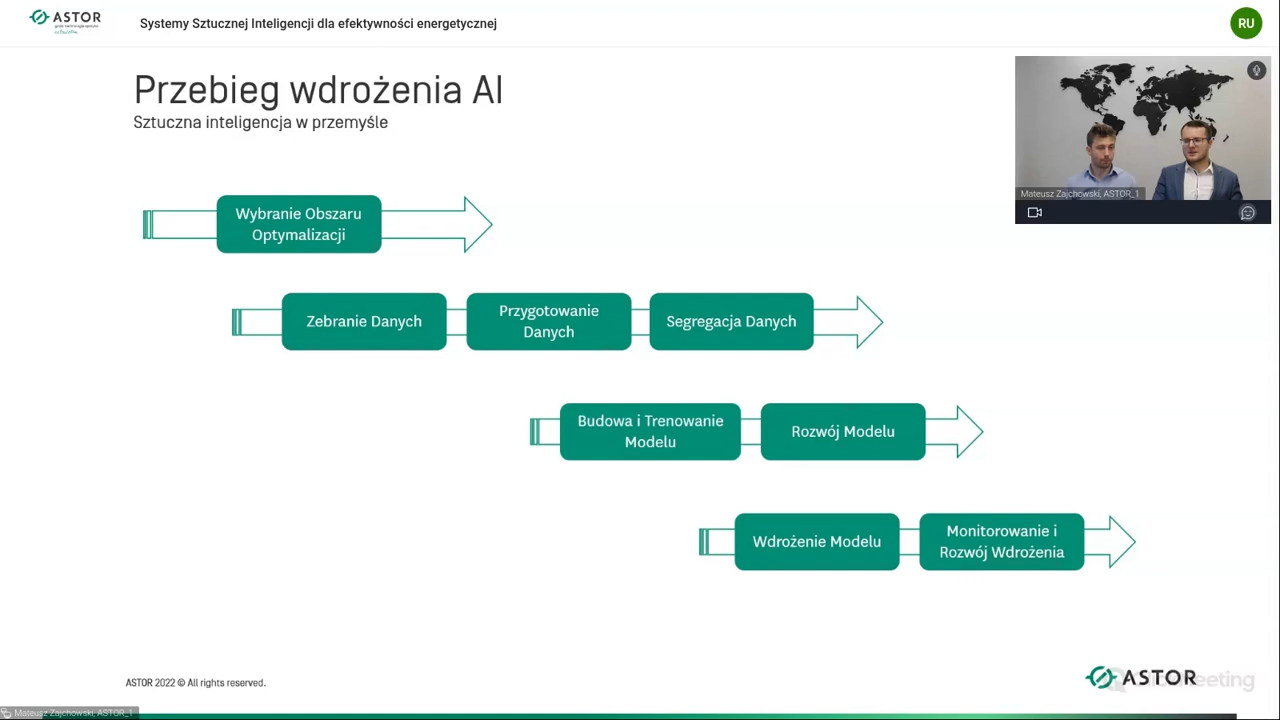 ASTOR
Systemy Sztucznej Inteligencji dla efektywności energetycznej
RU
Przebieg wdrożenia AI
Sztuczna inteligencja w przemyśle
Mateusz Zajchowski, ASTOR_1
Wybranie Obszaru
Optymalizacji
Zebranie Danych
Przygotowanie
Danych
Segregacja Danych
Budowa i Trenowanie
Modelu
Rozwój Modelu
Wdrożenie Modelu
Monitorowanie i
Rozwój Wdrożenia
ASTOR 2022 © All rights reserved.
ASTOR
Mateusz Zajchowski, ASTOR_1